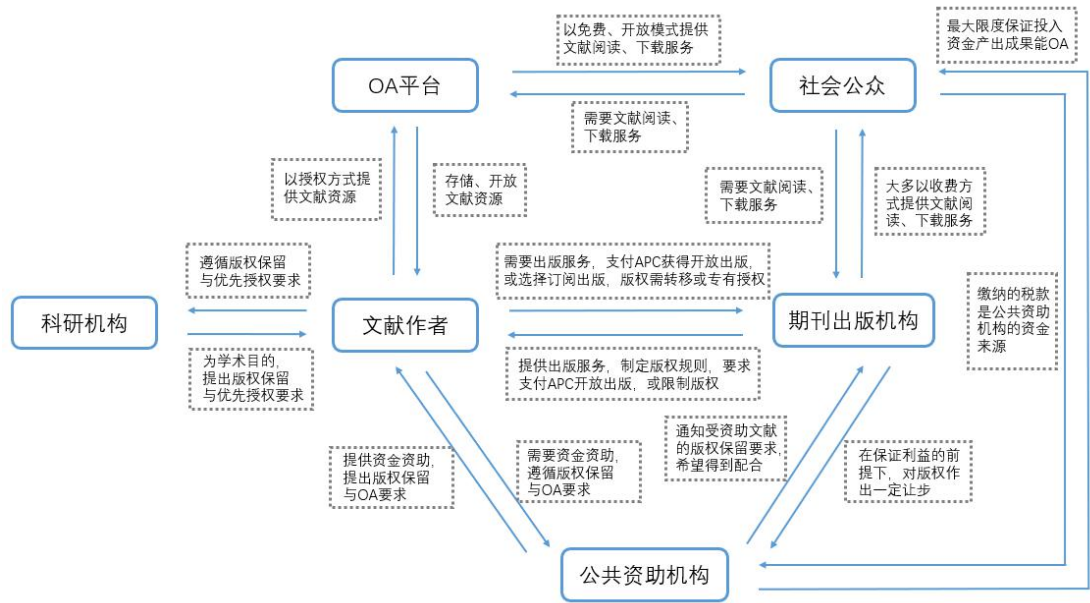 以免费、开放模式提供
文献阅读、下载服务
最大限度保证投入
资金产出成果能OA
OA平台
社会公众
需要文献阅读、
下载服务
以授权方式提
供文献资源
存储、开放
文献资源
需要文献阅读、
下载服务
大多以收费方
式提供文献阅
读、下载服务
遵循版权保留
与优先授权要求
需要出版服务，支付APC获得开放出版，
或选择订阅出版，版权需转移或专有授权
缴纳的税款
是公共资助
机构的资金
来源
科研机构
文献作者
期刊出版机构
为学术目的，
提出版权保留
与优先授权要求
提供出版服务，制定版权规则，要求
支付APC开放出版，或限制版权
提供资金资助，
提出版权保留
与OA要求
需要资金资助，
遵循版权保留
与OA要求
通知受资助文献
的版权保留要求，
希望得到配合
在保证利益的前
提下，对版权作
出一定让步
公共资助机构